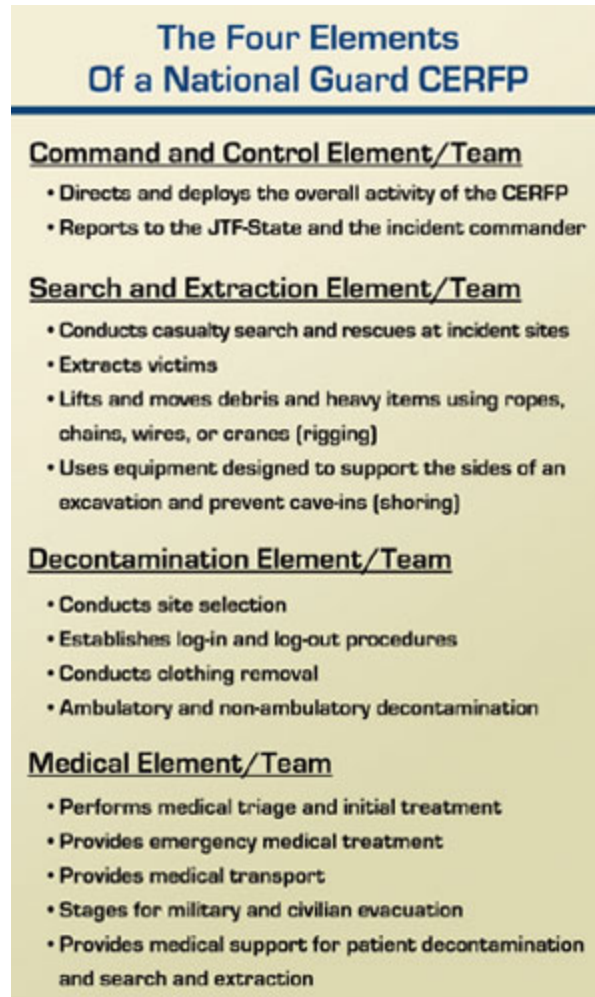 The Four Elements
Of a National Guard CERFP
Command and Control Element/Team
• Directs and deploys the overall activity of the CERFP
• Reports to the JTF-State and the incident commander
Search and Extraction Element/Team
• Conducts casualty search and rescues at incident sites
• Extracts victims
• Lifts and moves debris and heavy items using ropes,
chains, wires, or cranes (rigging)
• Uses equipment designed to support the sides of an
excavation and prevent cave-ins (shoring)
Decontamination Element/Team
• Conducts site selection
• Establishes log-in and log-out procedures
• Conducts clothing removal
• Ambulatory and non-ambulatory decontamination
Medical Element/Team
• Performs medical triage and initial treatment
• Provides emergency medical treatment
• Provides medical transport
• Stages for military and civilian evacuation
• Provides medical support for patient decontamination
and search and extraction